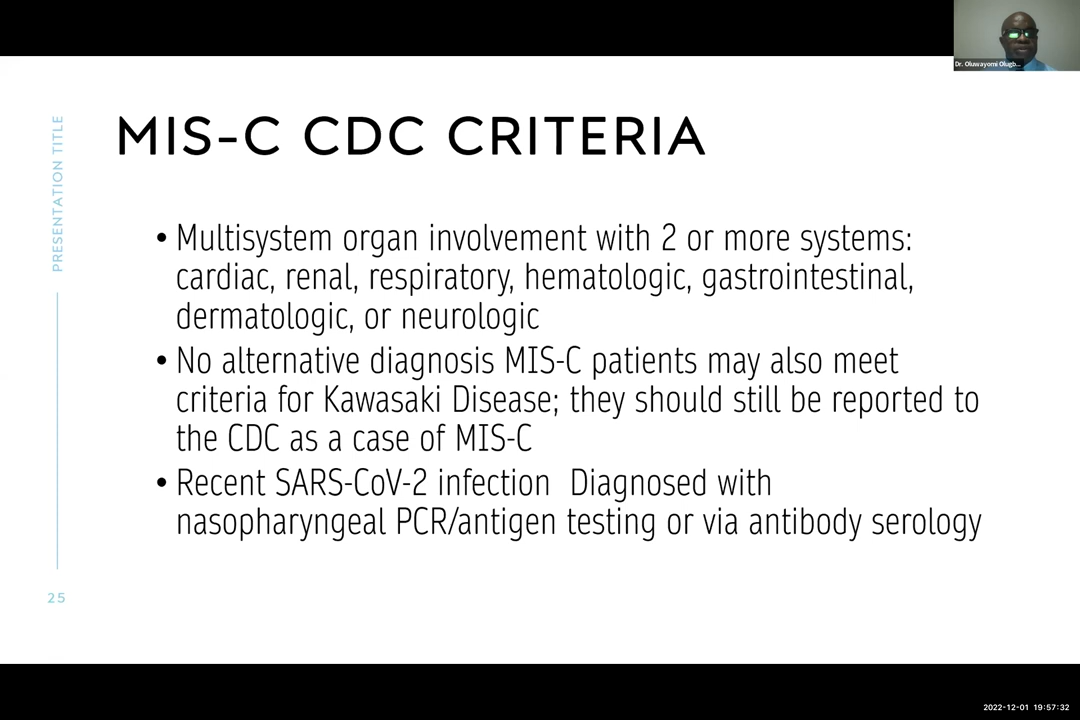 Dr. Oluwayomi Olugb...
MIS-C CDC CRITERIA
PRESENTATION TITLE
• Multisystem organ involvement with 2 or more systems:
cardiac, renal, respiratory, hematologic, gastrointestinal,
dermatologic, or neurologic
• No alternative diagnosis MIS-C patients may also meet
criteria for Kawasaki Disease; they should still be reported to
the CDC as a case of MIS-C
• Recent SARS-CoV-2 infection  Diagnosed with
nasopharyngeal PCR/antigen testing or via antibody serology
25
2022-12-01 19:57:32